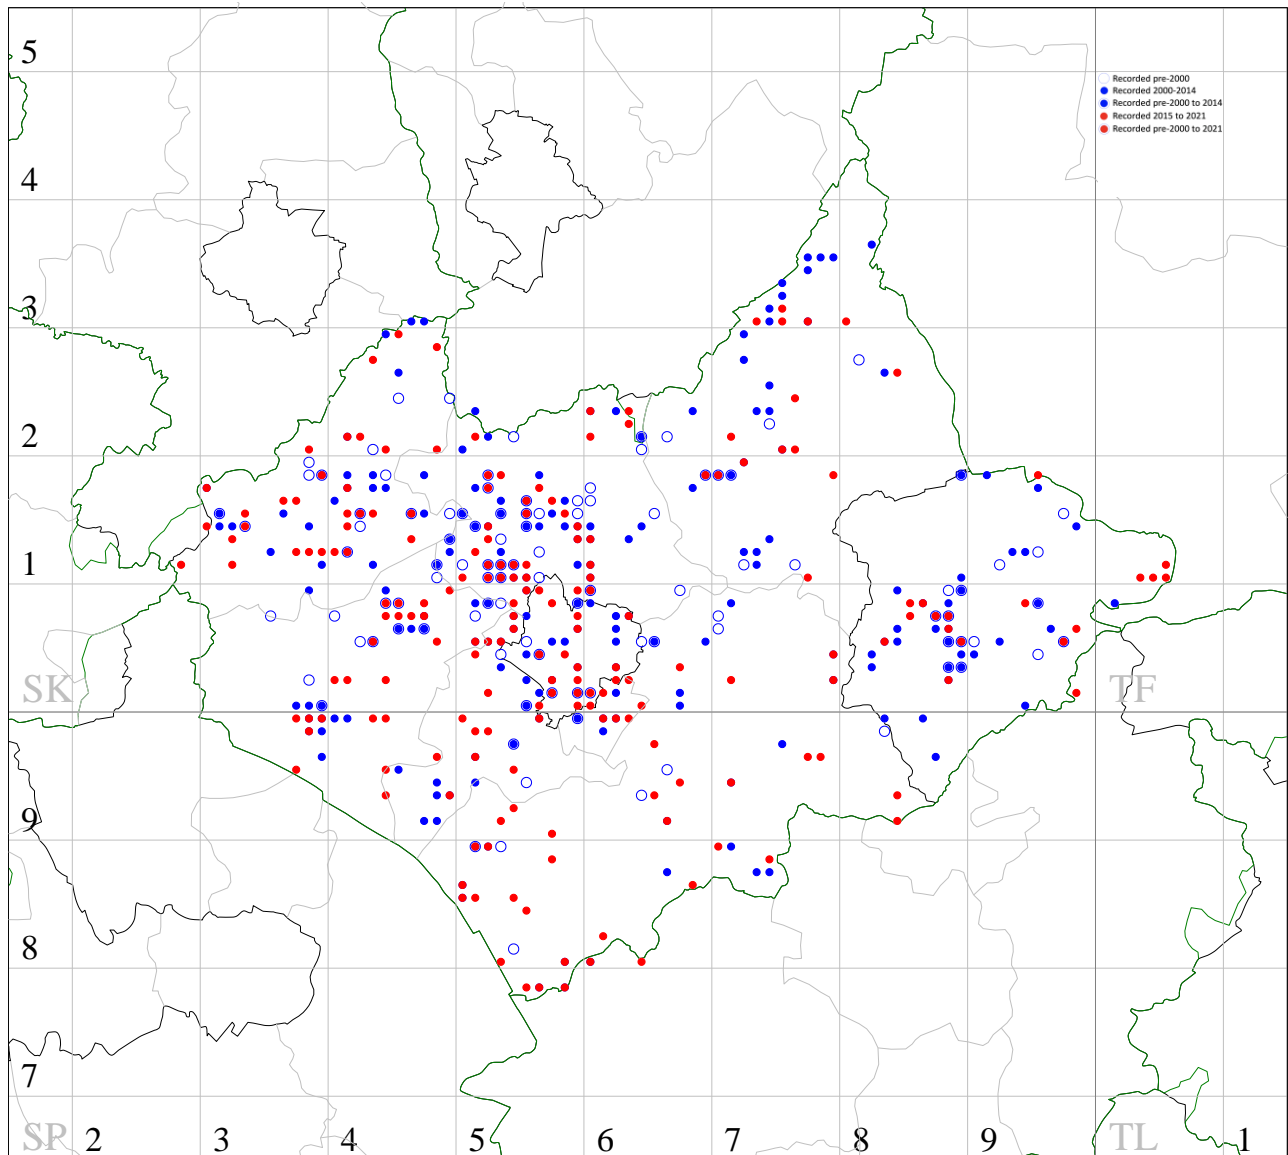 5
Recorded pre-2000
Recorded 2000-2014
Recorded pre-2000 to 2014
Recorded 2015 to 2021
Recorded pre-2000 to 2021
4
3
2
1
SK
TF
9
8
7
SP 2 3 4 5 6 7 8 9 TL 1